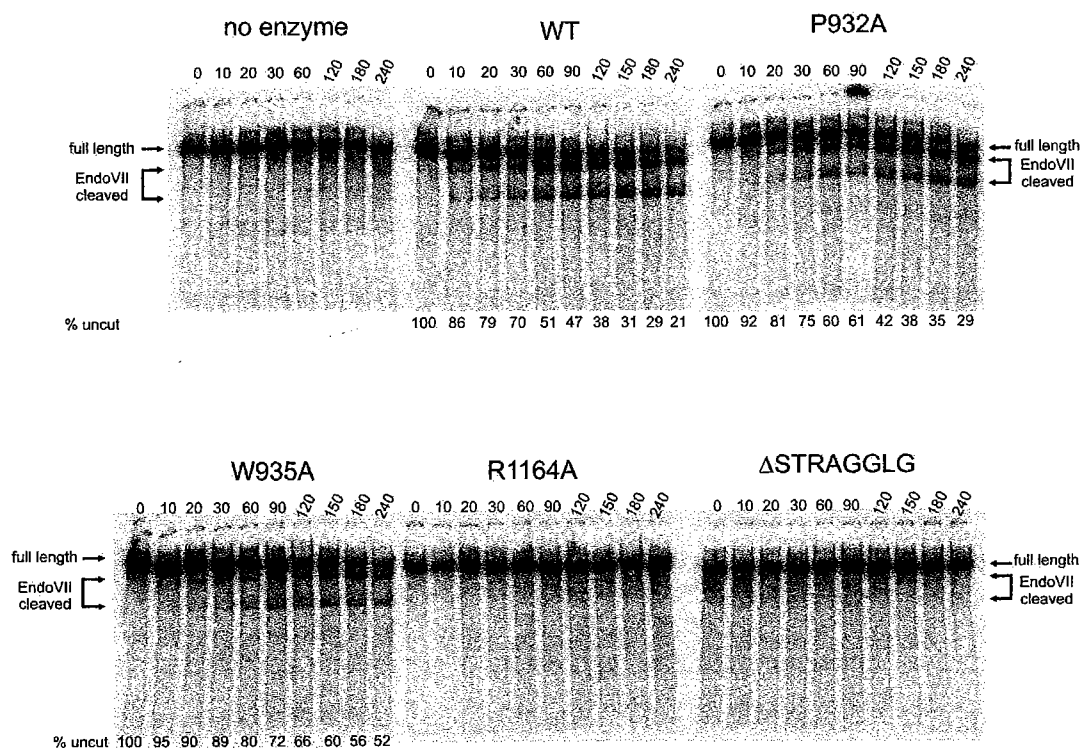 no enzyme
WT
P932A
0 10 20 30 60 120 180 240
0 10 20 30 60 90 120 150 180 240
0 10 20 30 60 90 120 150 180 240
full length
EndoVII
cleaved
full length
EndoVII
cleaved
% uncut
100 86 79 70 51 47 38 31 29 21
100 92 81 75 60 61 42 38 35 29
W935A
R1164A
ΔSTRAGGLG
0 10 20 30 60 90 120 150 180 240
0 10 20 30 60 90 120 150 180 240
0 10 20 30 60 90 120 150 180 240
full length
EndoVII
cleaved
full length
EndoVII
cleaved
% uncut 100 95 90 89 80 72 66 60 56 52